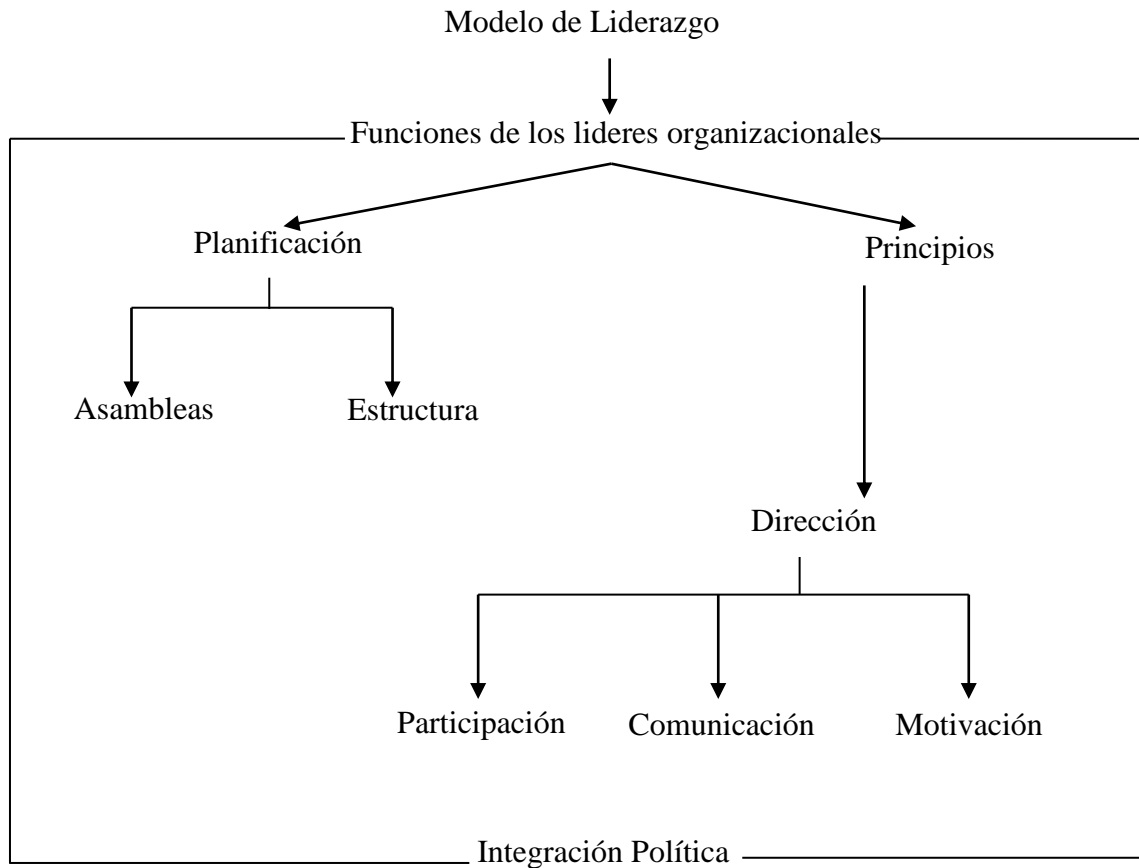 Modelo de Liderazgo
Funciones de los lideres organizacionales
Planificación
Principios
Asambleas
Estructura
Dirección
Participación
Comunicación
Motivación
Integración Política